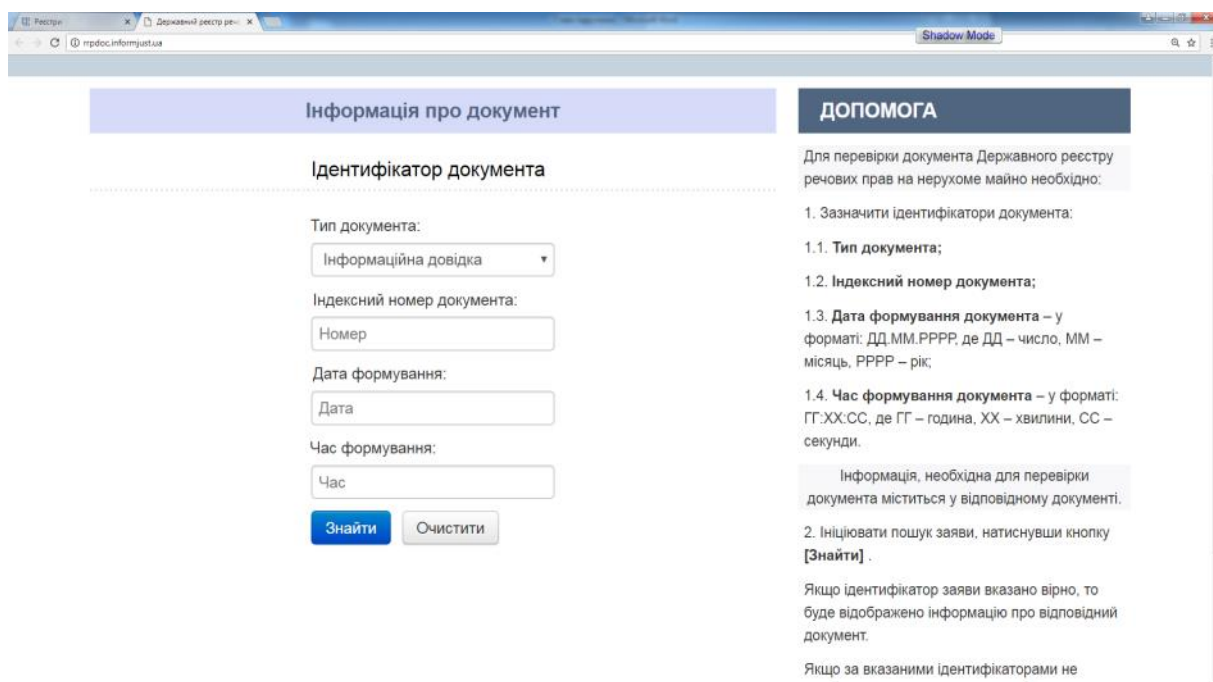 Реєстри
Державний реєстр реч
Shadow Mode
rrpdoc.informjust.ua
Інформація про документ
Ідентифікатор документа
Тип документа:
Інформаційна довідка
Індексний номер документа:
Номер
Дата формування:
Дата
Час формування:
Час
Знайти
Очистити
ДОПОМОГА
Для перевірки документа Державного реєстру
речових прав на нерухоме майно необхідно:
1. Зазначити ідентифікатори документа:
1.1. Тип документа;
1.2. Індексний номер документа;
1.3. Дата формування документа – у
форматі: ДД.ММ.РРРР, де ДД – число, ММ –
місяць, РРРР – рік;
1.4. Час формування документа – у форматі:
ГГ:ХХ:СС, де ГГ – година, ХХ – хвилини, СС –
секунди.
Інформація, необхідна для перевірки
документа міститься у відповідному документі.
2. Ініціювати пошук заяви, натиснувши кнопку
[Знайти] .
Якщо ідентифікатор заяви вказано вірно, то
буде відображено інформацію про відповідний
документ.
Якщо за вказаними ідентифікаторами не